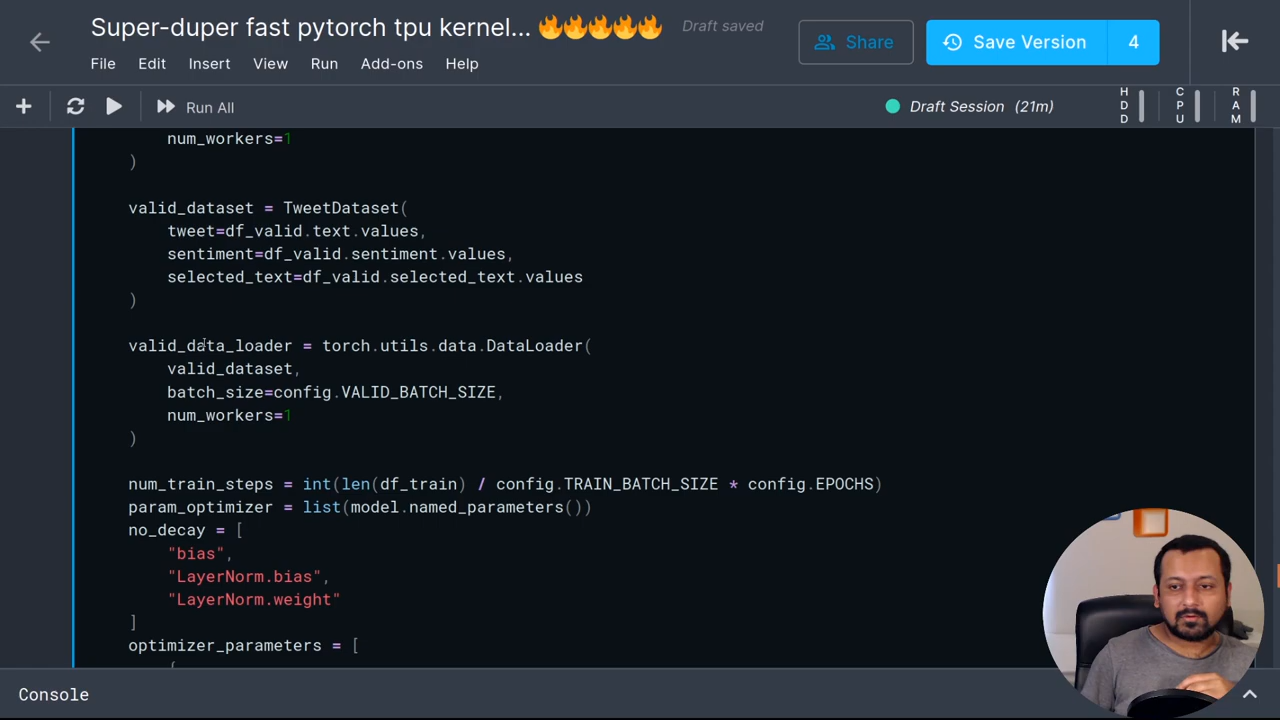 Super-duper fast pytorch tpu kernel... 🔥🔥🔥🔥🔥 Draft saved
Share
Save Version 4
File Edit Insert View Run Add-ons Help
Run All
Draft Session (21m)
HDD CPU RAM
num_workers=1
)
valid_dataset = TweetDataset(
tweet=df_valid.text.values,
sentiment=df_valid.sentiment.values,
selected_text=df_valid.selected_text.values
)
valid_data_loader = torch.utils.data.DataLoader(
valid_dataset,
batch_size=config.VALID_BATCH_SIZE,
num_workers=1
)
num_train_steps = int(len(df_train) / config.TRAIN_BATCH_SIZE * config.EPOCHS)
param_optimizer = list(model.named_parameters())
no_decay = [
"bias",
"LayerNorm.bias",
"LayerNorm.weight"
]
optimizer_parameters = [
{
Console